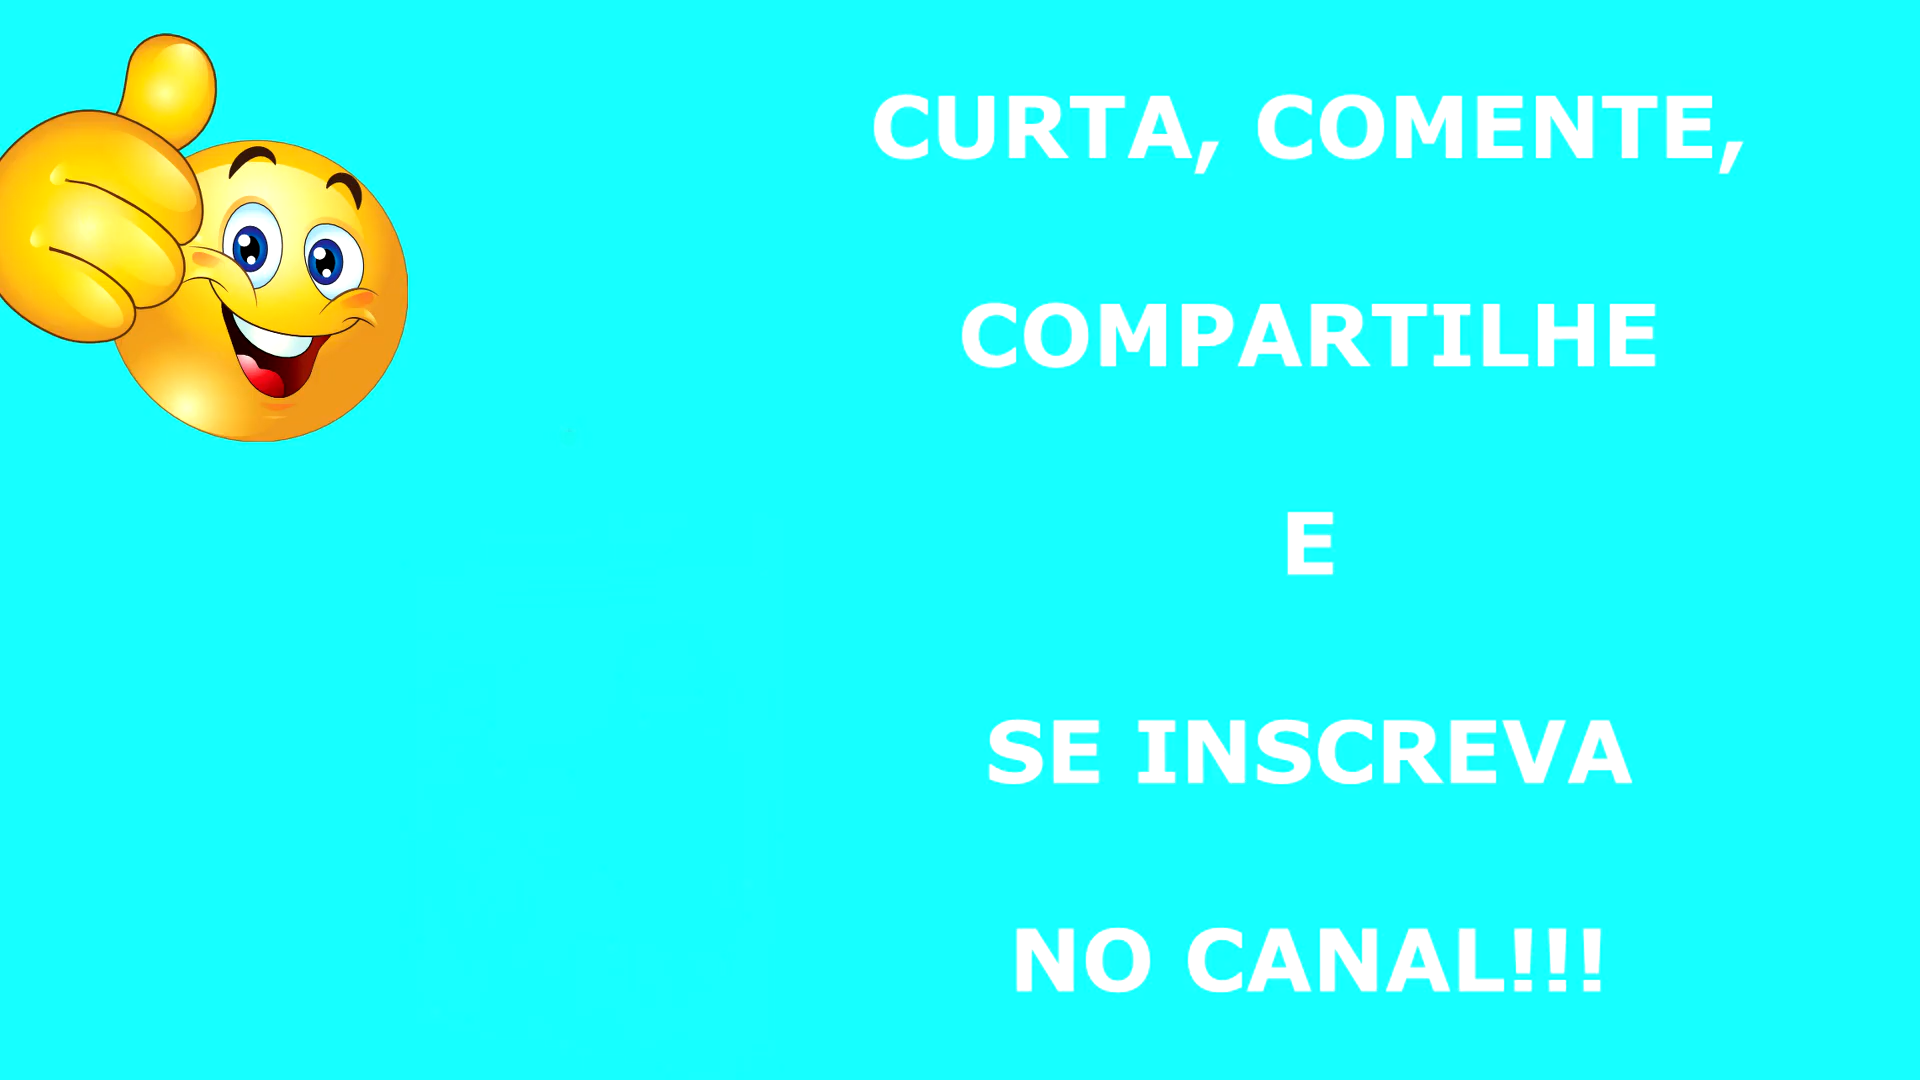 CURTA, COMENTE,
COMPARTILHE
E
SE INSCREVA
NO CANAL!!!